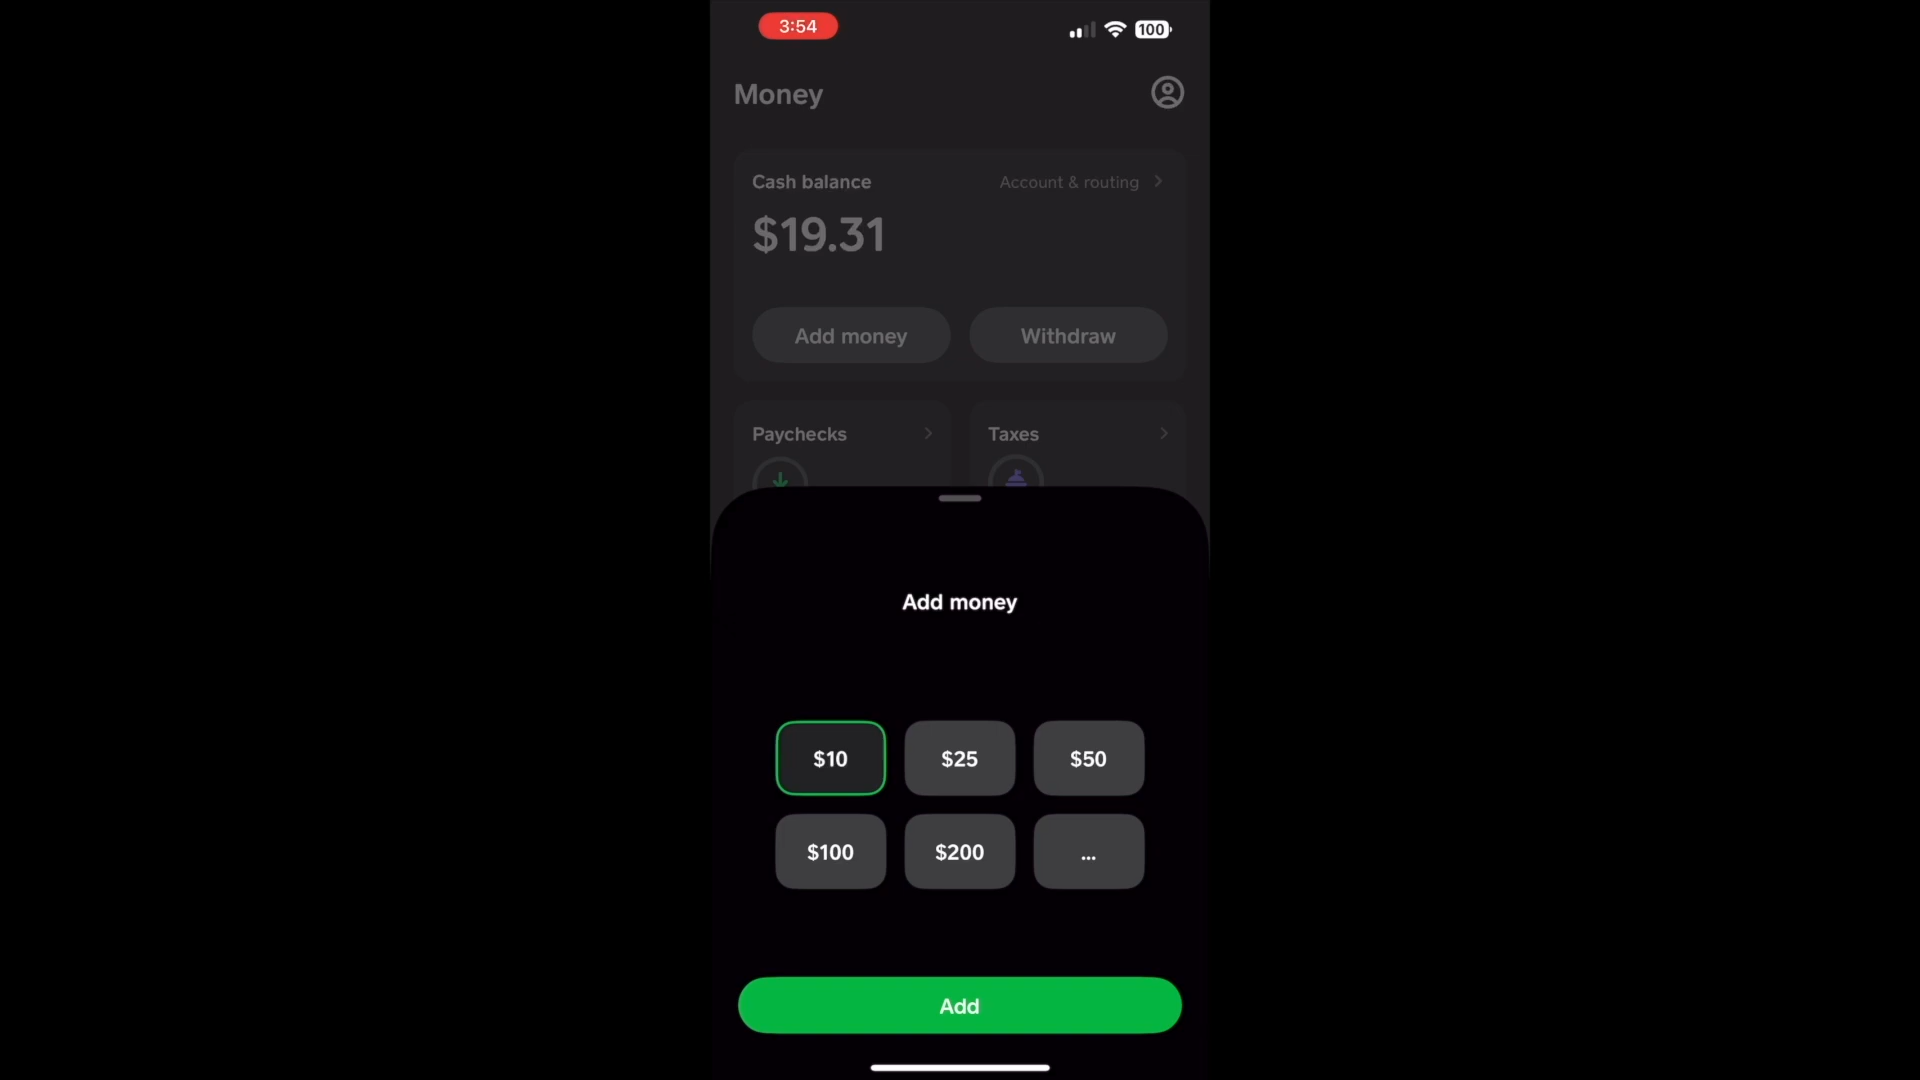 3:54
100
Money
Cash balance
Account & routing
$19.31
Add money
Withdraw
Paychecks
Taxes
Add money
$10
$25
$50
$100
$200
...
Add